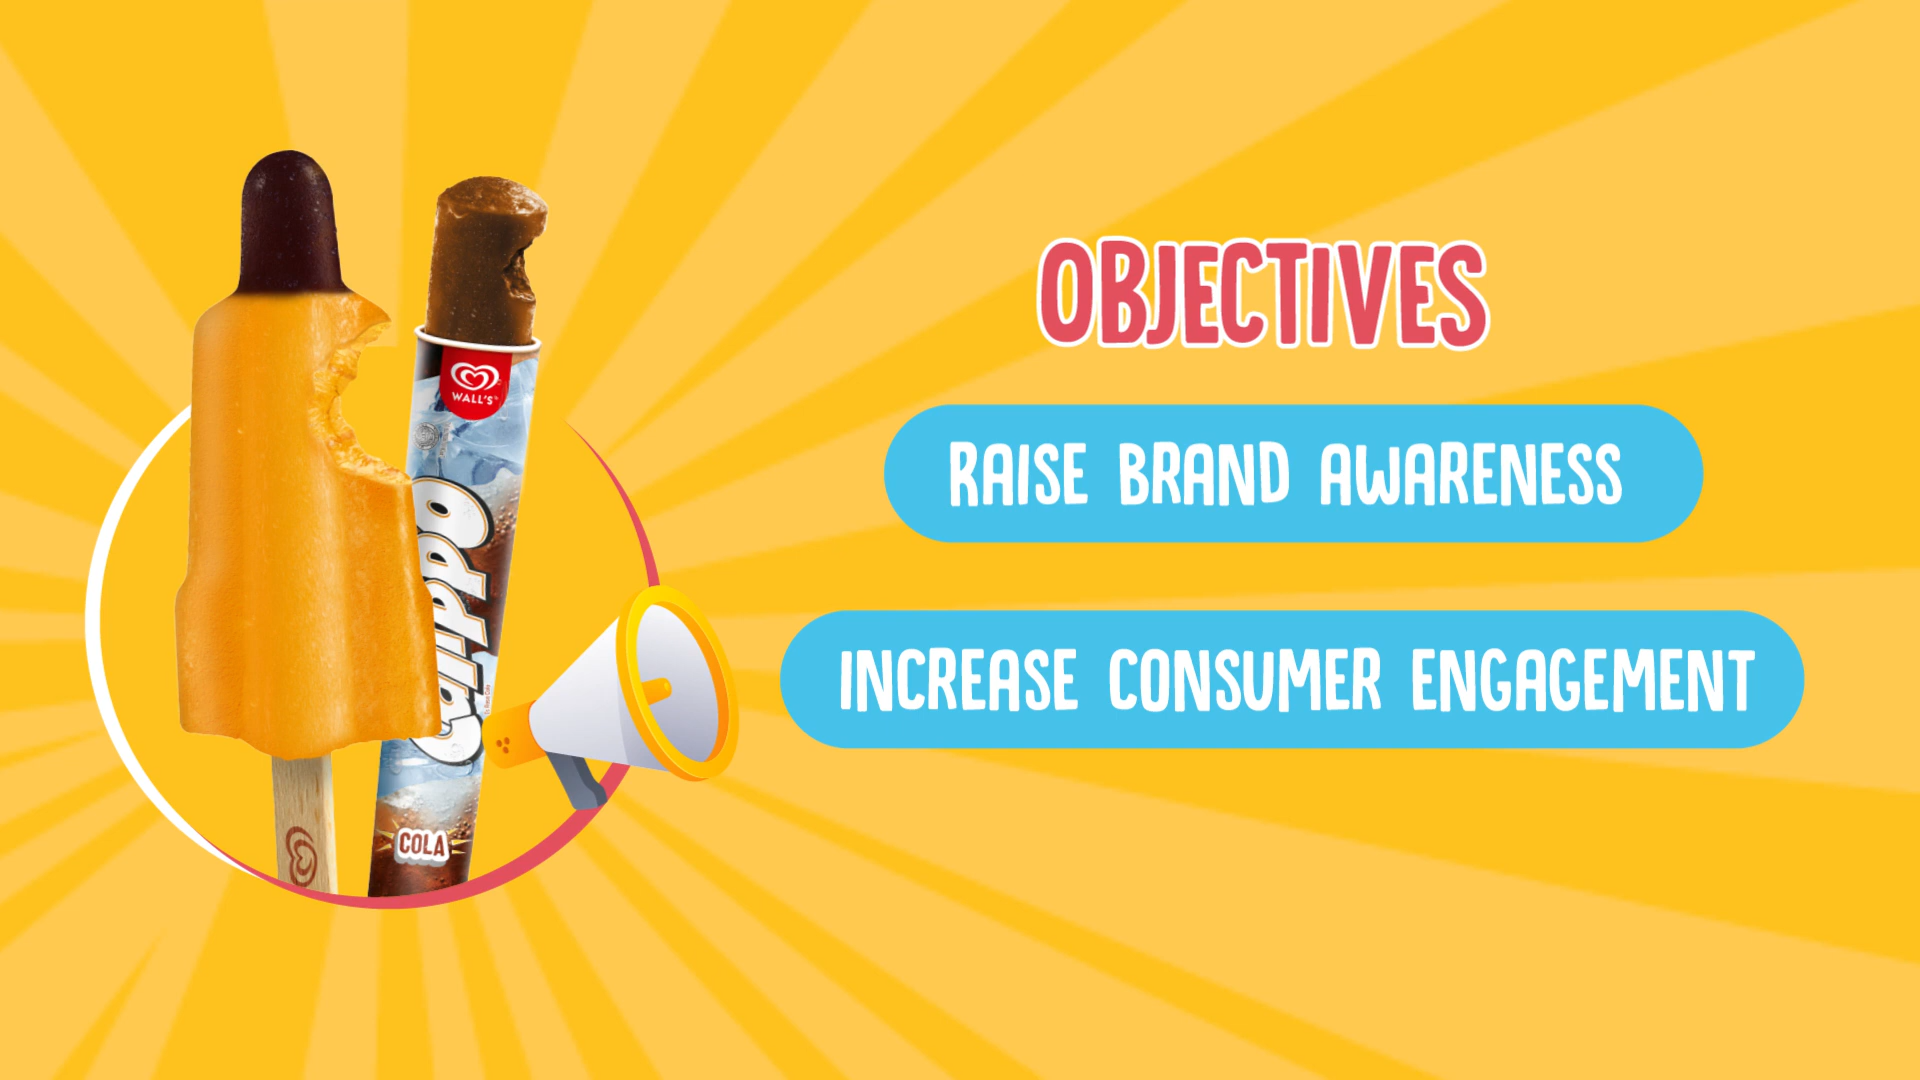 OBJECTIVES
RAISE BRAND AWARENESS
INCREASE CONSUMER ENGAGEMENT
WALL'S
Calippo
COLA